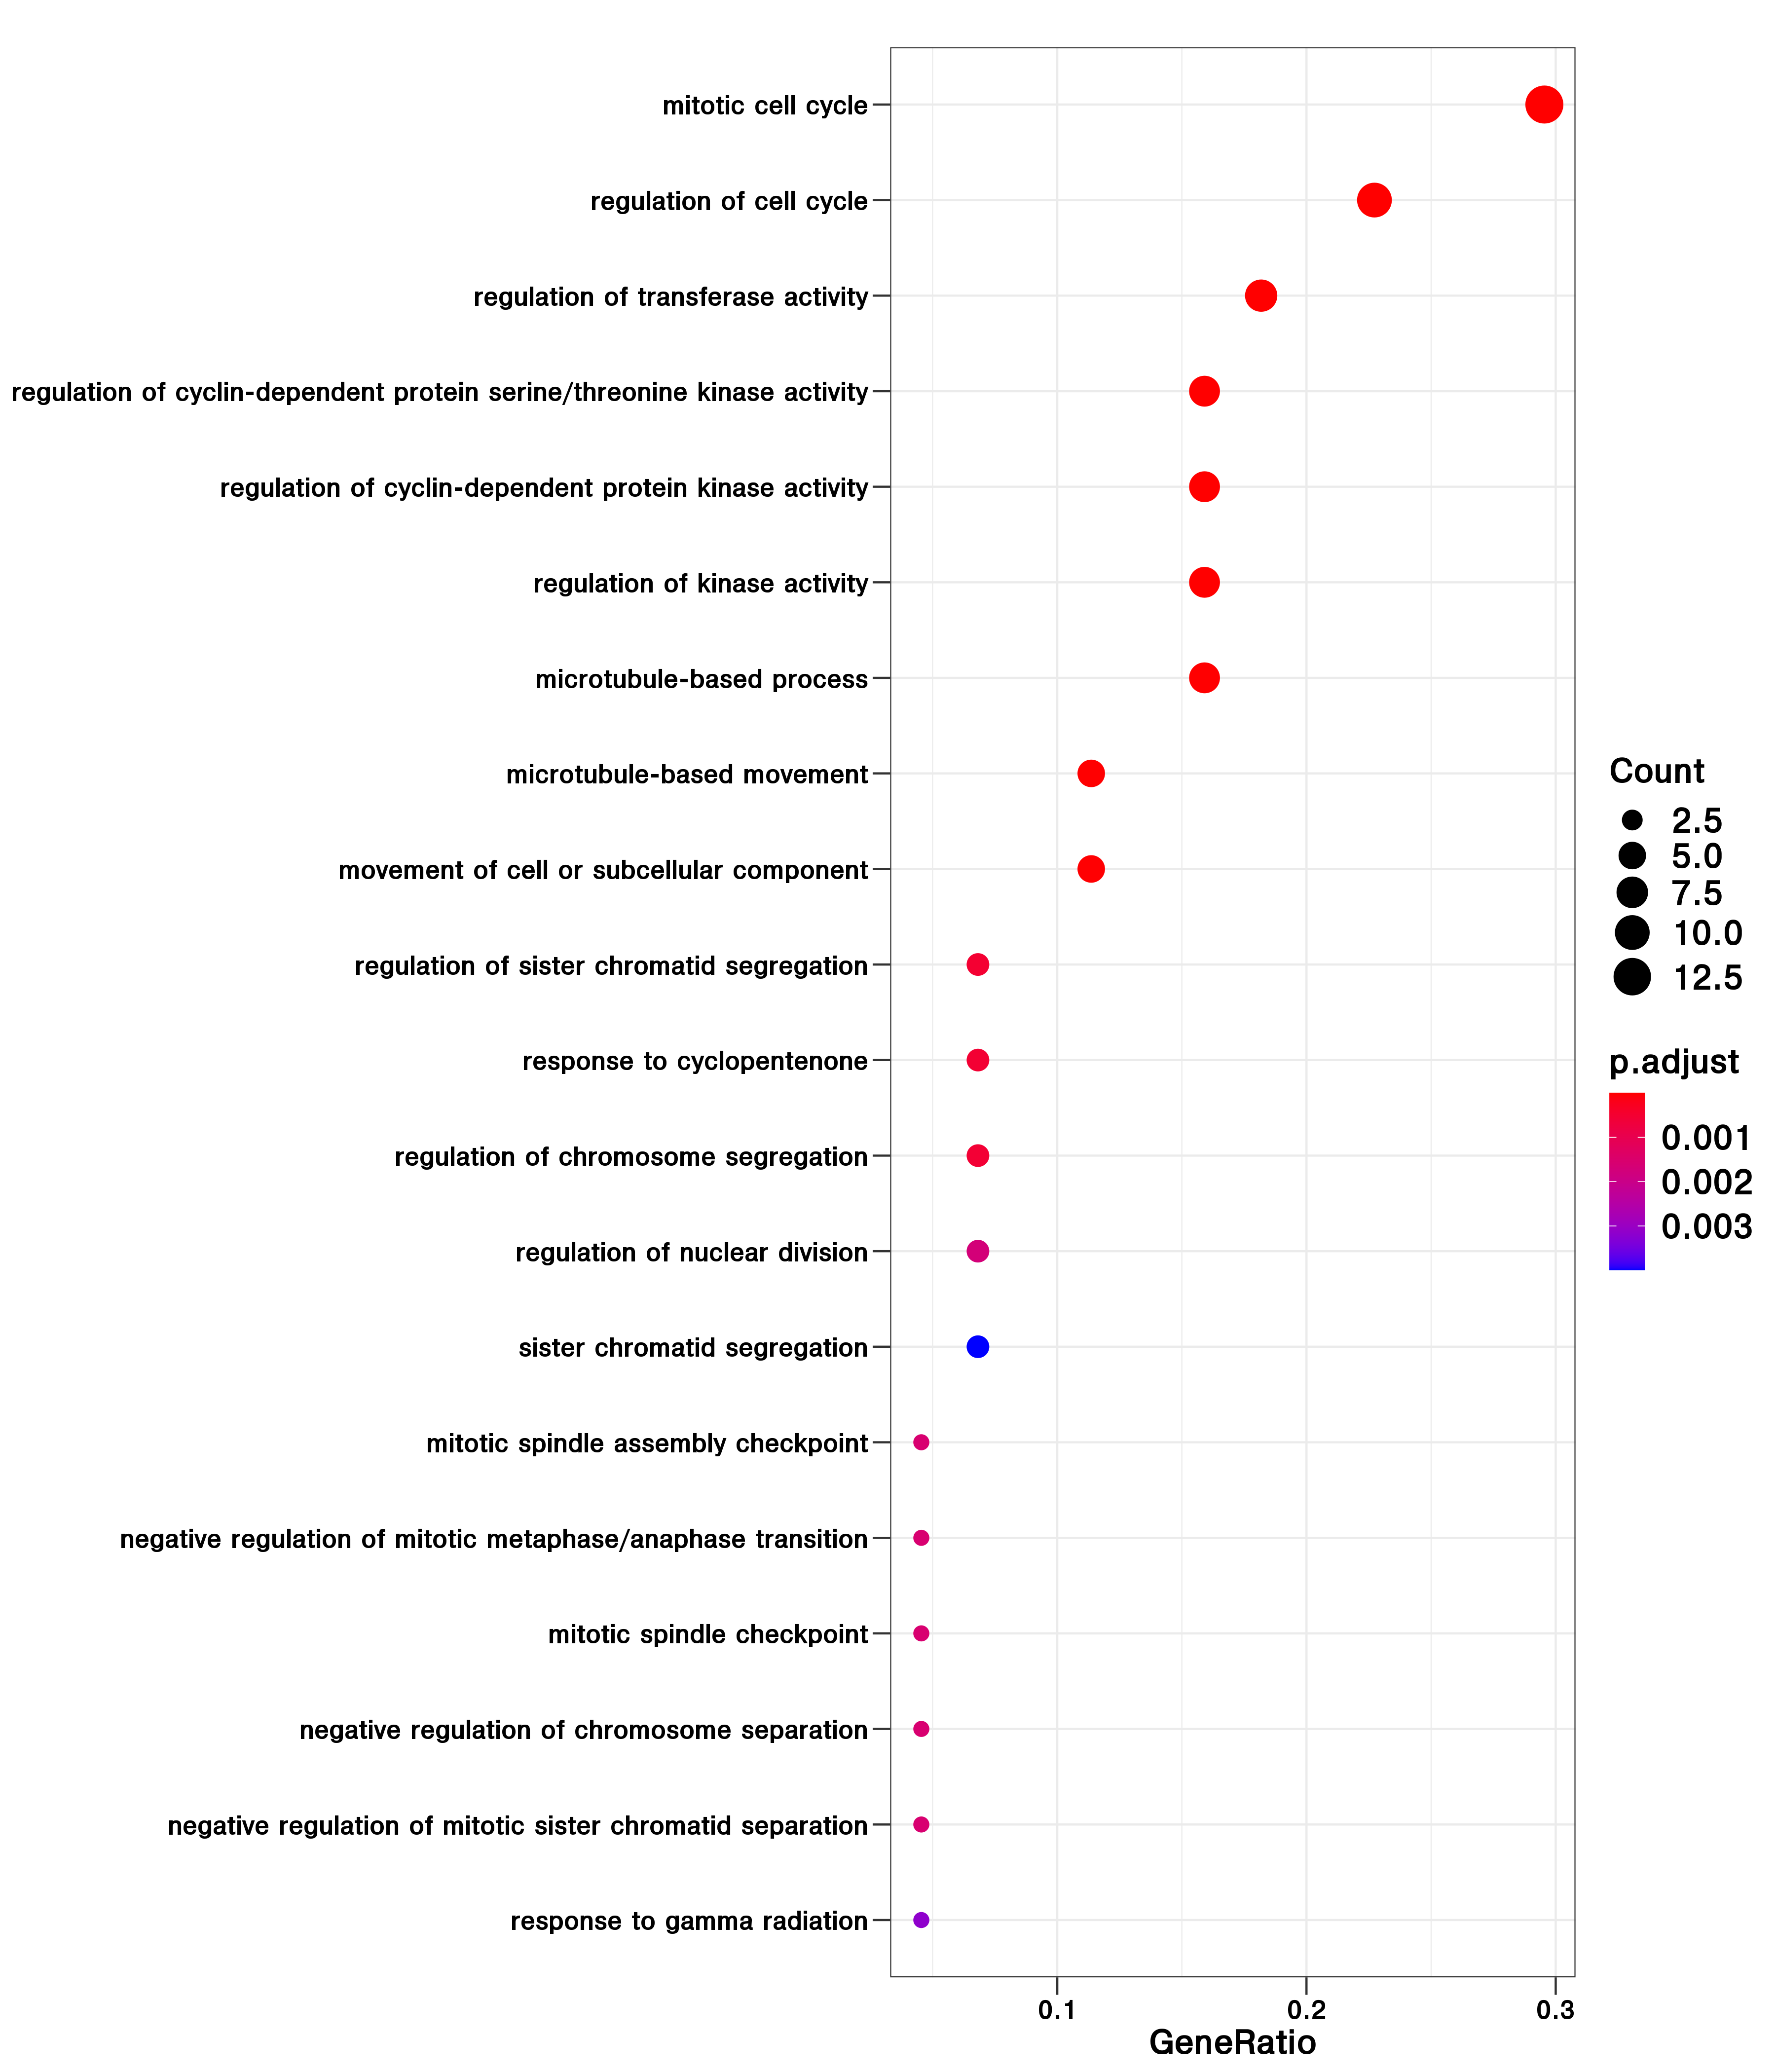 mitotic cell cycle
regulation of cell cycle
regulation of transferase activity
regulation of cyclin-dependent protein serine/threonine kinase activity
regulation of cyclin-dependent protein kinase activity
regulation of kinase activity
microtubule-based process
microtubule-based movement
movement of cell or subcellular component
regulation of sister chromatid segregation
response to cyclopentenone
regulation of chromosome segregation
regulation of nuclear division
sister chromatid segregation
mitotic spindle assembly checkpoint
negative regulation of mitotic metaphase/anaphase transition
mitotic spindle checkpoint
negative regulation of chromosome separation
negative regulation of mitotic sister chromatid separation
response to gamma radiation
0.1 0.2 0.3
GeneRatio
Count
2.5
5.0
7.5
10.0
12.5
p.adjust
0.001
0.002
0.003